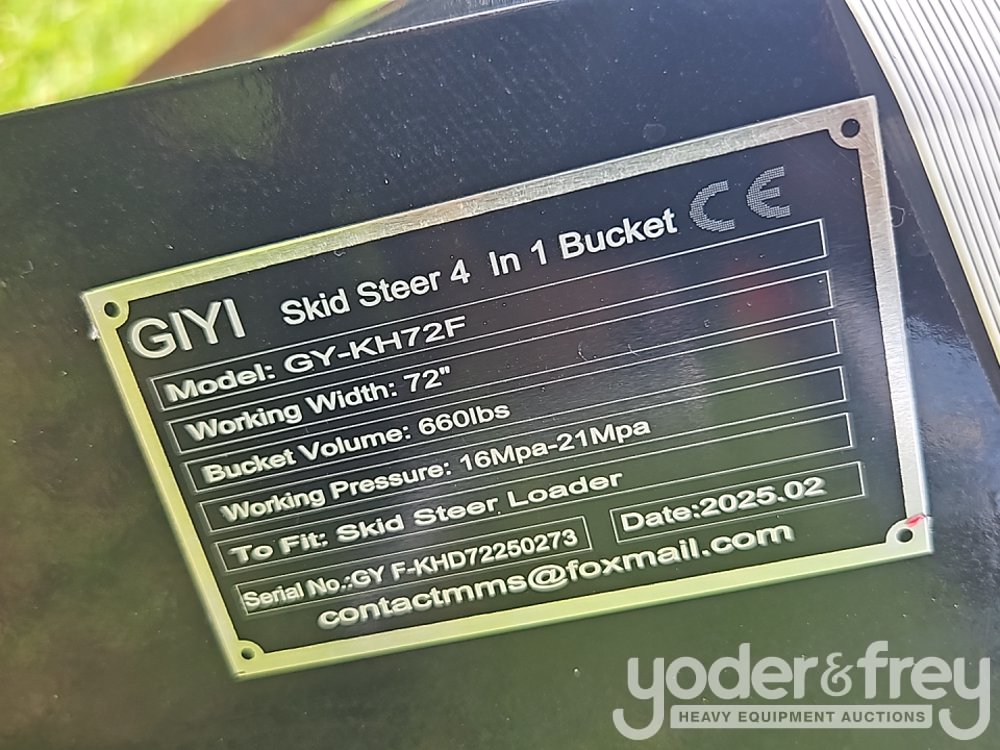 GIYI Skid Steer 4 In 1 Bucket CE
Model: GY-KH72F
Working Width: 72"
Bucket Volume: 660lbs
Working Pressure: 16Mpa-21Mpa
To Fit: Skid Steer Loader
Serial No.:GY F-KHD72250273 Date:2025.02
contactmms@foxmail.com
yoder&frey
HEAVY EQUIPMENT AUCTIONS